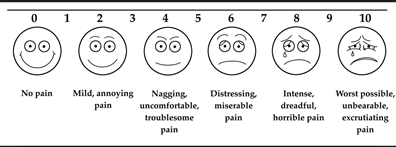 0 1 2 3 4 5 6 7 8 9 10
No pain Mild, annoying Nagging, Distressing, Intense, Worst possible,
pain uncomfortable, miserable dreadful, unbearable,
troublesome pain horrible pain excrutiating
pain pain